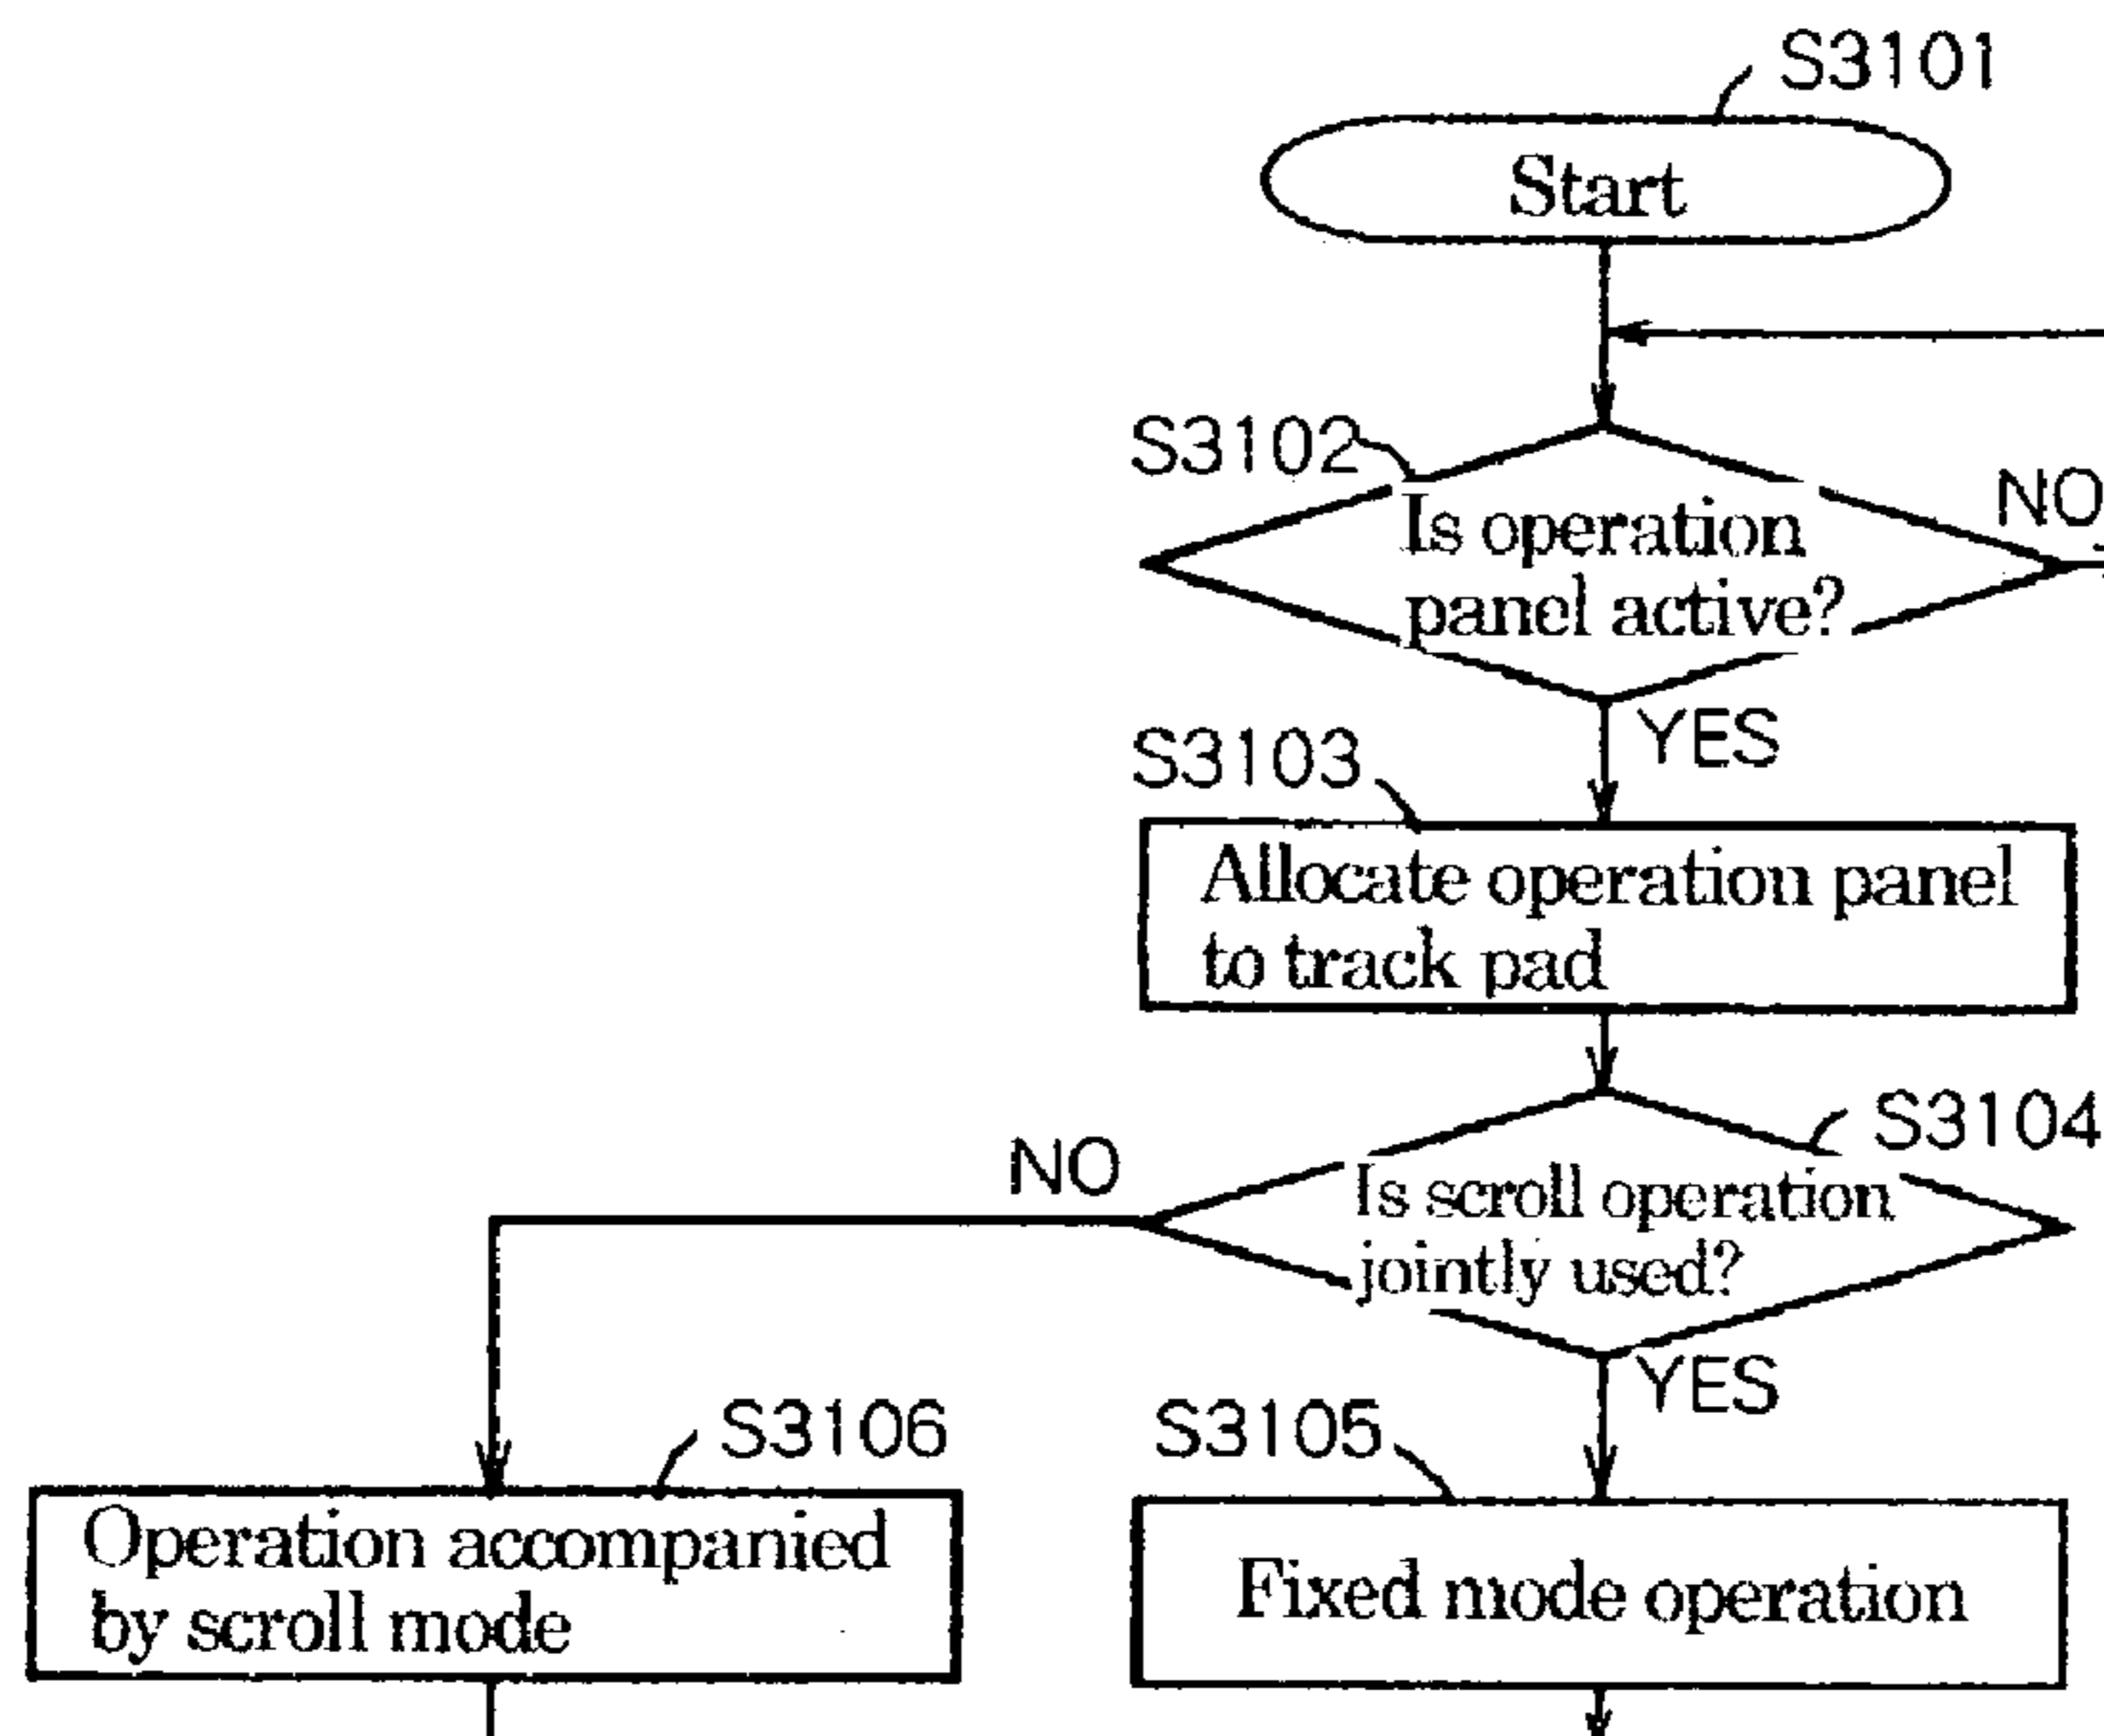 S3101
Start
S3102
Is operation
panel active?
NO
YES
S3103
Allocate operation panel
to track pad
S3104
NO
Is scroll operation
jointly used?
YES
S3106
Operation accompanied
by scroll mode
S3105
Fixed mode operation